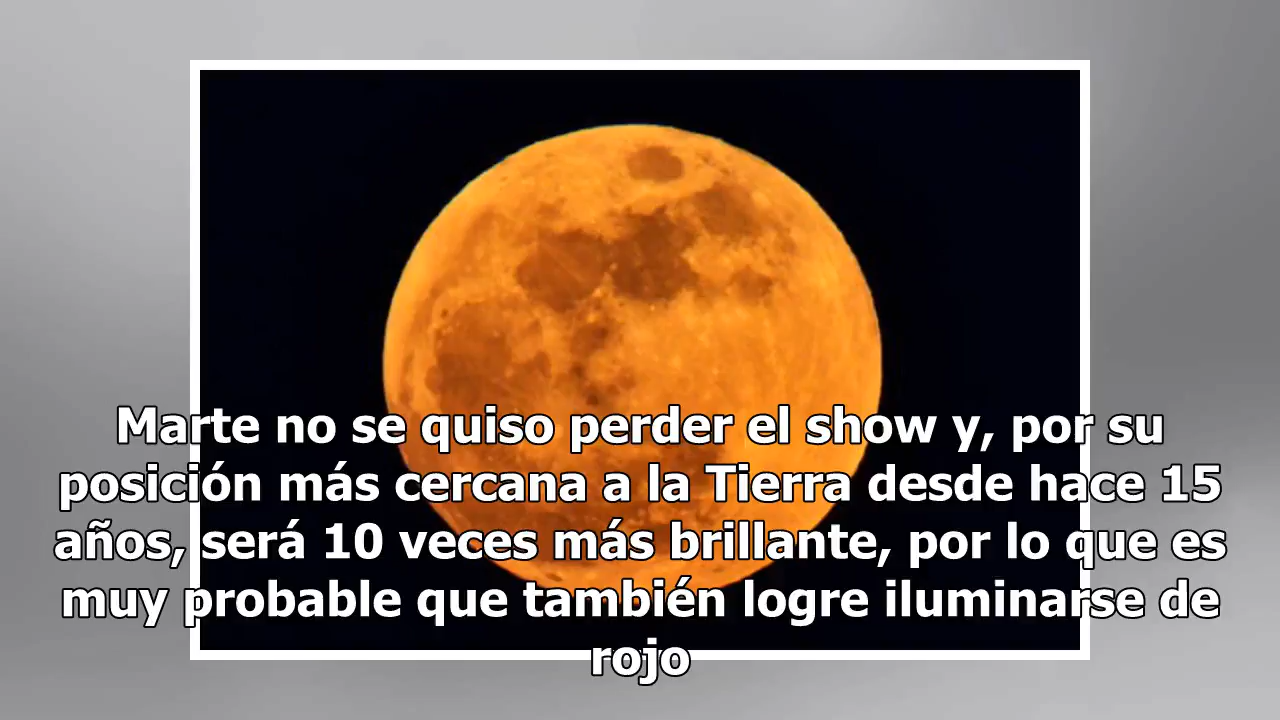 Marte no se quiso perder el show y, por su
posición más cercana a la Tierra desde hace 15
años, será 10 veces más brillante, por lo que es
muy probable que también logre iluminarse de
rojo